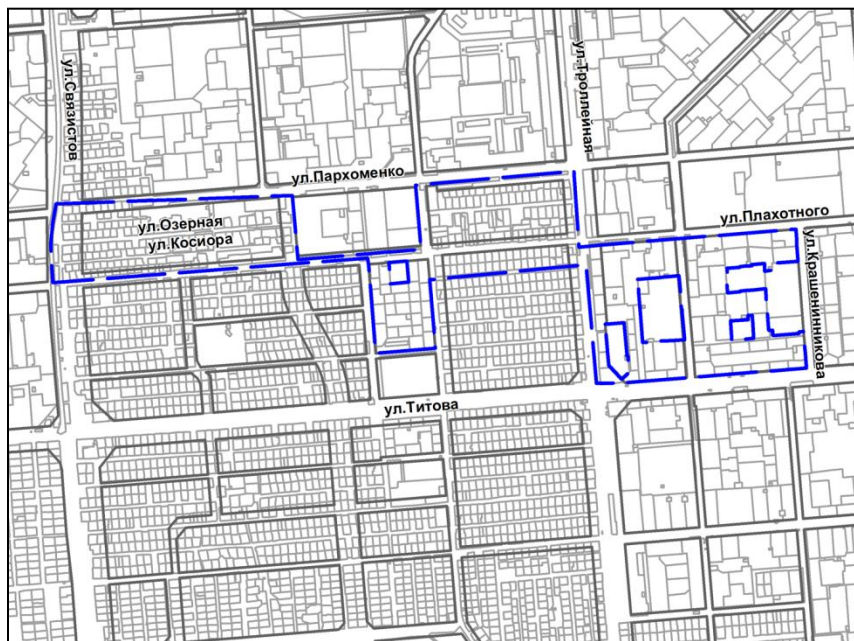 ул.Связистов
ул.Троллейная
ул.Пархоменко
ул.Озерная
ул.Косиора
ул.Плахотного
ул.Крашенинникова
ул.Титова